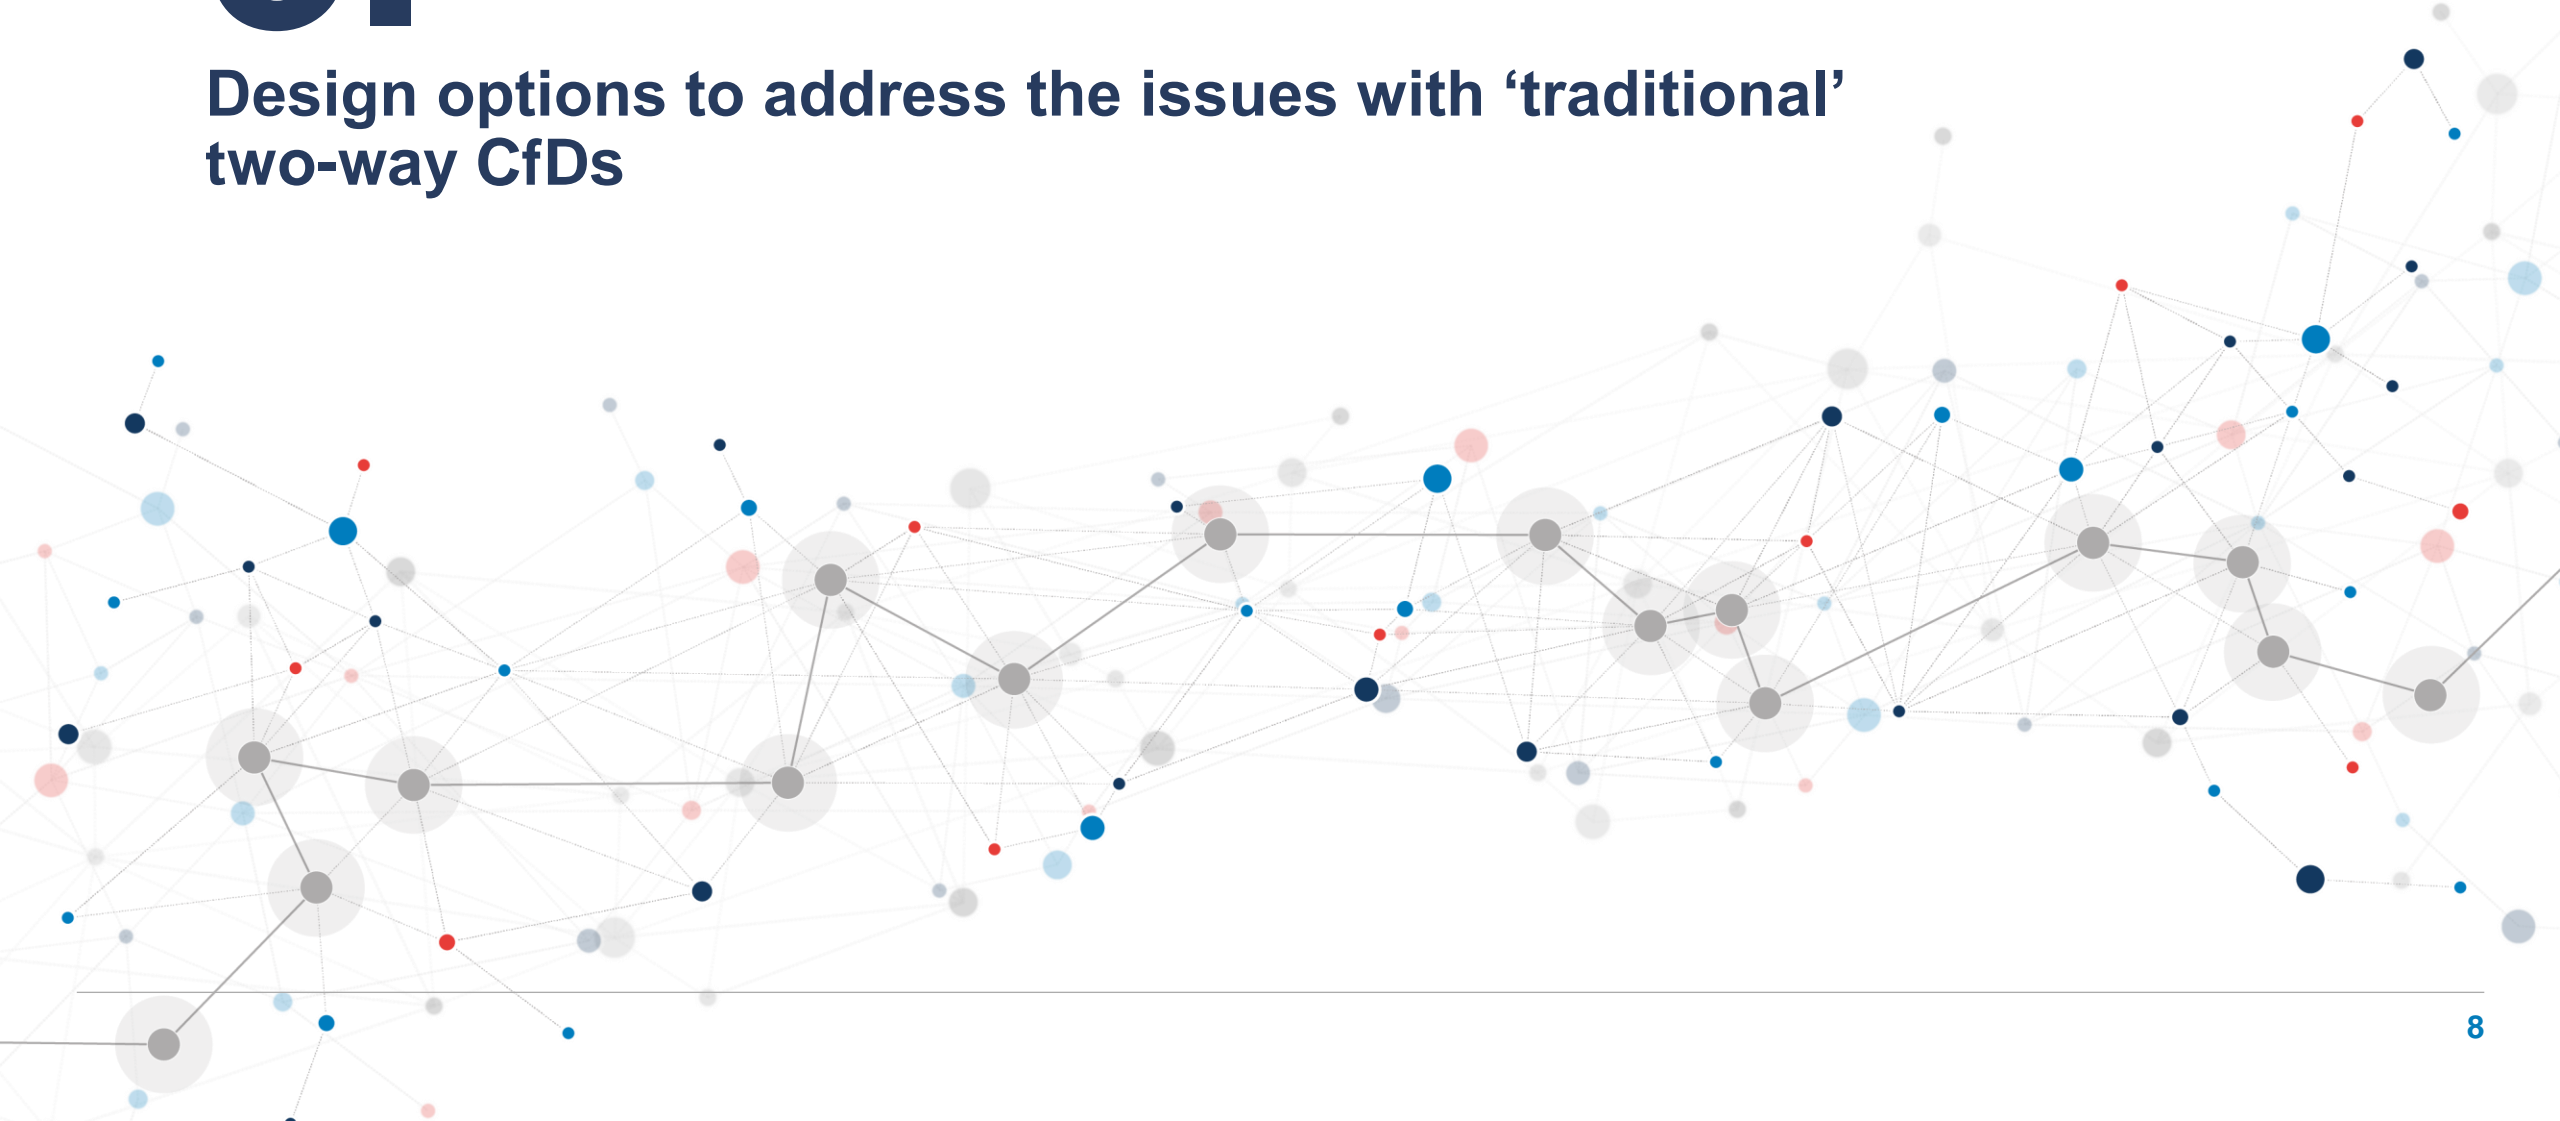 Design options to address the issues with ‘traditional’
two-way CfDs
8